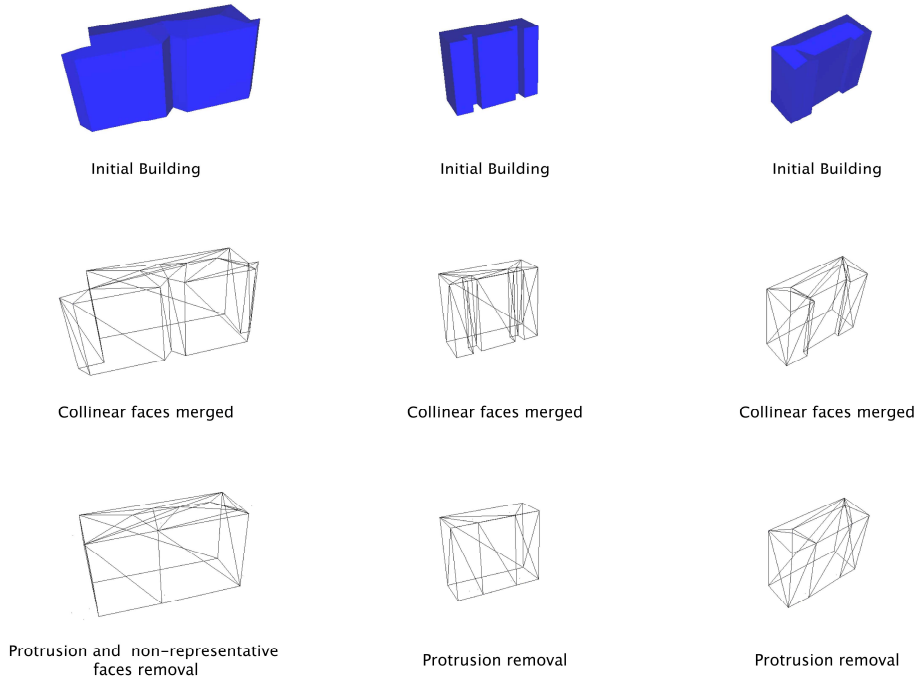 Initial Building
Initial Building
Initial Building
Collinear faces merged
Collinear faces merged
Collinear faces merged
Protrusion and non-representative
faces removal
Protrusion removal
Protrusion removal